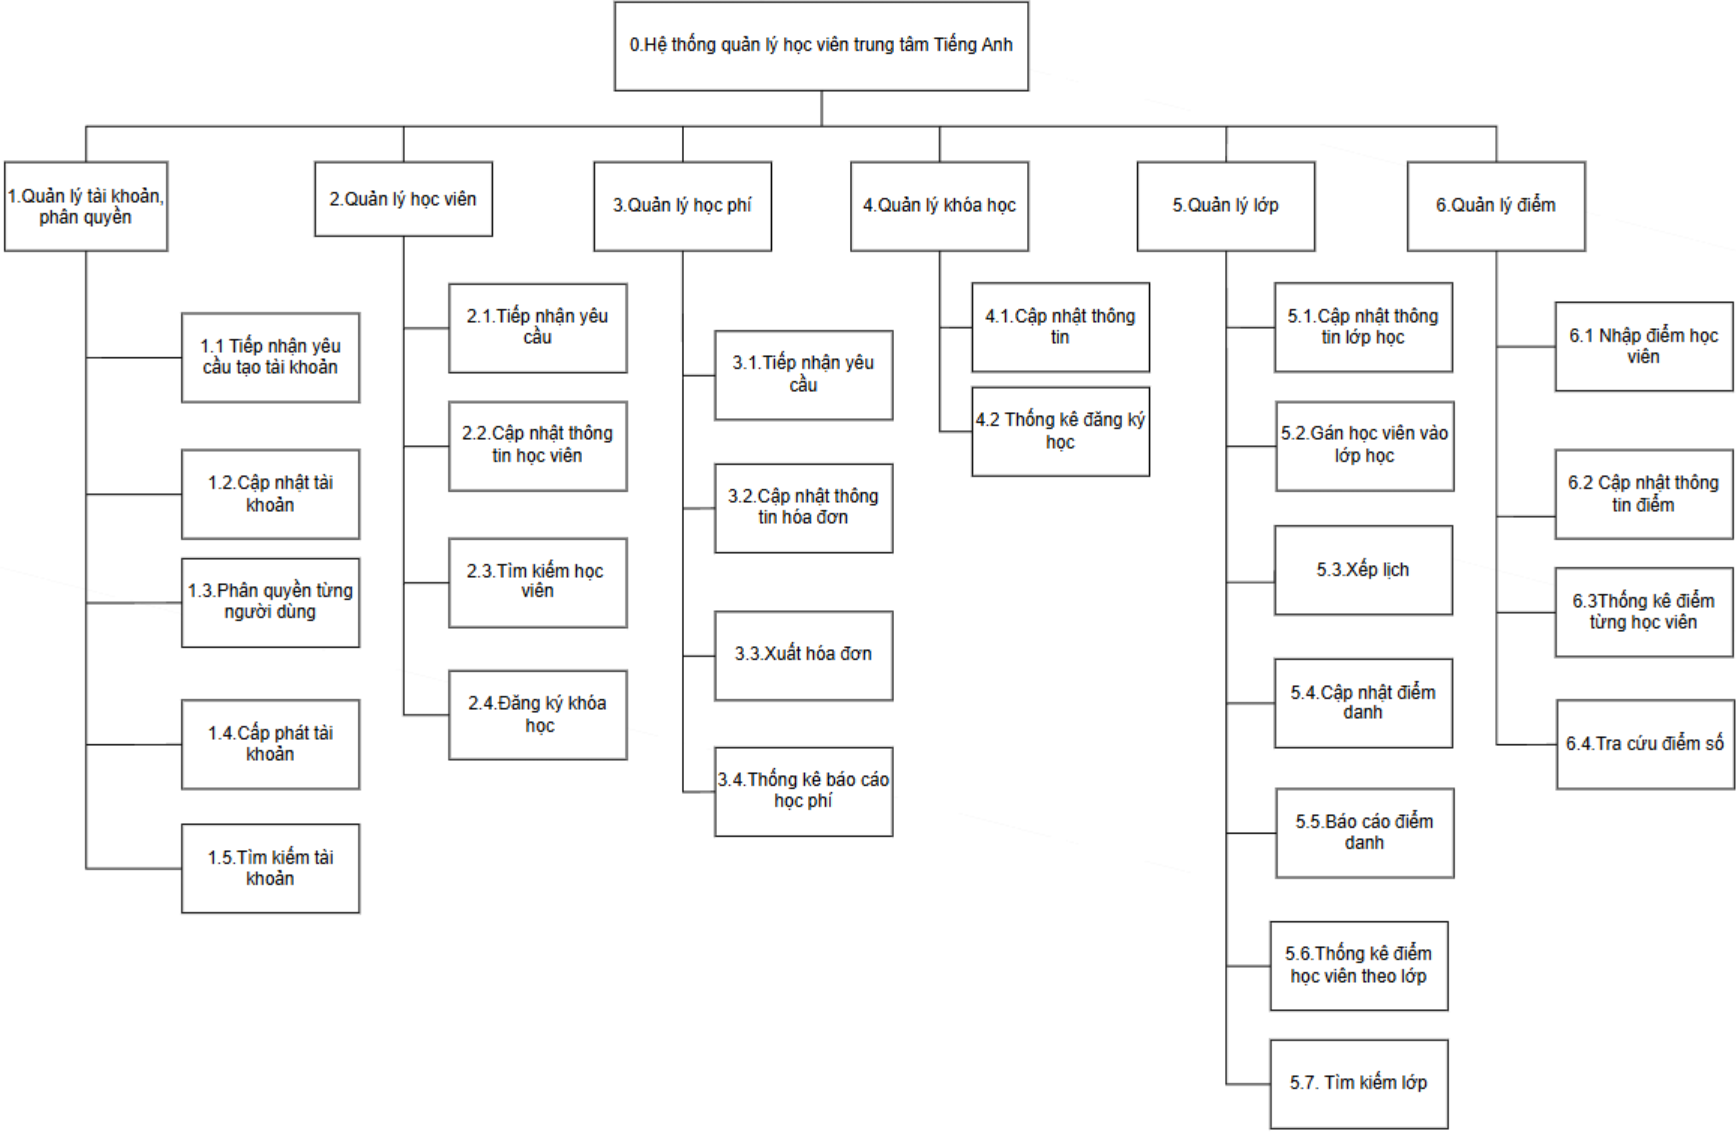 0.Hệ thống quản lý học viên trung tâm Tiếng Anh
1.Quản lý tài khoản,
phân quyền
2.Quản lý học viên
3.Quản lý học phí
4.Quản lý khóa học
5.Quản lý lớp
6.Quản lý điểm
1.1 Tiếp nhận yêu
cầu tạo tài khoản
1.2.Cập nhật tài
khoản
1.3.Phân quyền từng
người dùng
1.4.Cấp phát tài
khoản
1.5.Tìm kiếm tài
khoản
2.1.Tiếp nhận yêu
cầu
2.2.Cập nhật thông
tin học viên
2.3.Tìm kiếm học
viên
2.4.Đăng ký khóa
học
3.1.Tiếp nhận yêu
cầu
3.2.Cập nhật thông
tin hóa đơn
3.3.Xuất hóa đơn
3.4.Thống kê báo cáo
học phí
4.1.Cập nhật thông
tin
4.2 Thống kê đăng ký
học
5.1.Cập nhật thông
tin lớp học
5.2.Gán học viên vào
lớp học
5.3.Xếp lịch
5.4.Cập nhật điểm
danh
5.5.Báo cáo điểm
danh
5.6.Thống kê điểm
học viên theo lớp
5.7. Tìm kiếm lớp
6.1 Nhập điểm học
viên
6.2 Cập nhật thông
tin điểm
6.3Thống kê điểm
từng học viên
6.4.Tra cứu điểm số